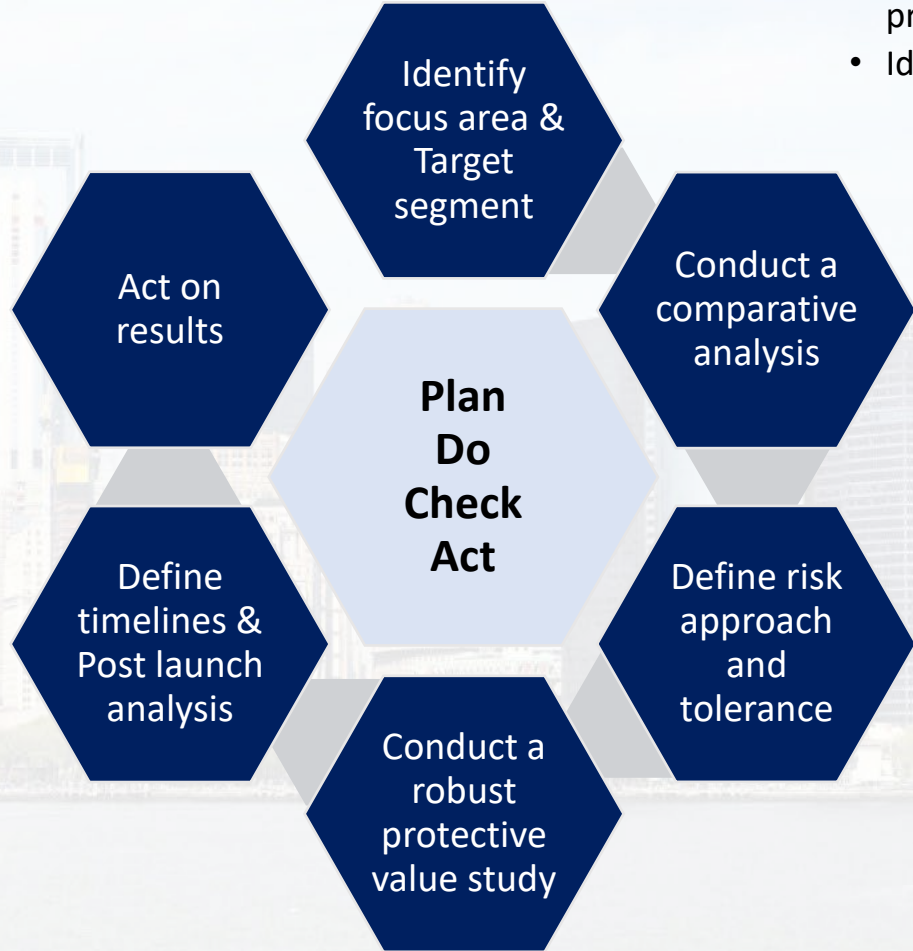 Identify
focus area &
Target
segment
Conduct a
comparative
analysis
Define risk
approach
and
tolerance
Conduct a
robust
protective
value study
Define
timelines &
Post launch
analysis
Act on
results
Plan
Do
Check
Act